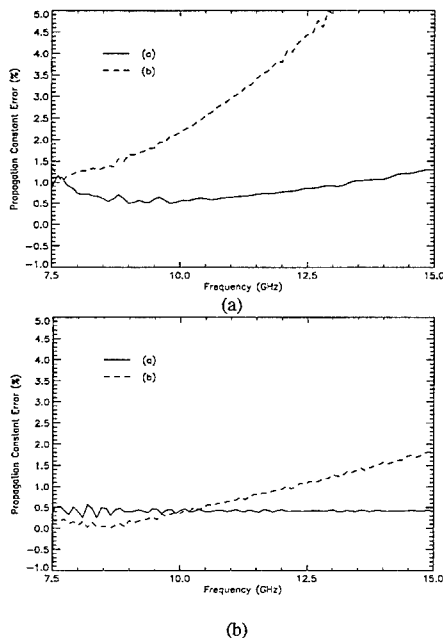 5.0
4.5
4.0
3.5
3.0
2.5
2.0
1.5
1.0
0.5
0.0
−0.5
−1.0
Propagation Constant Error (%)
(a)
(b)
7.5 10.0 12.5 15.0
Frequency (GHz)
(a)
5.0
4.5
4.0
3.5
3.0
2.5
2.0
1.5
1.0
0.5
0.0
−0.5
−1.0
Propagation Constant Error (%)
(a)
(b)
7.5 10.0 12.5 15.0
Frequency (GHz)
(b)